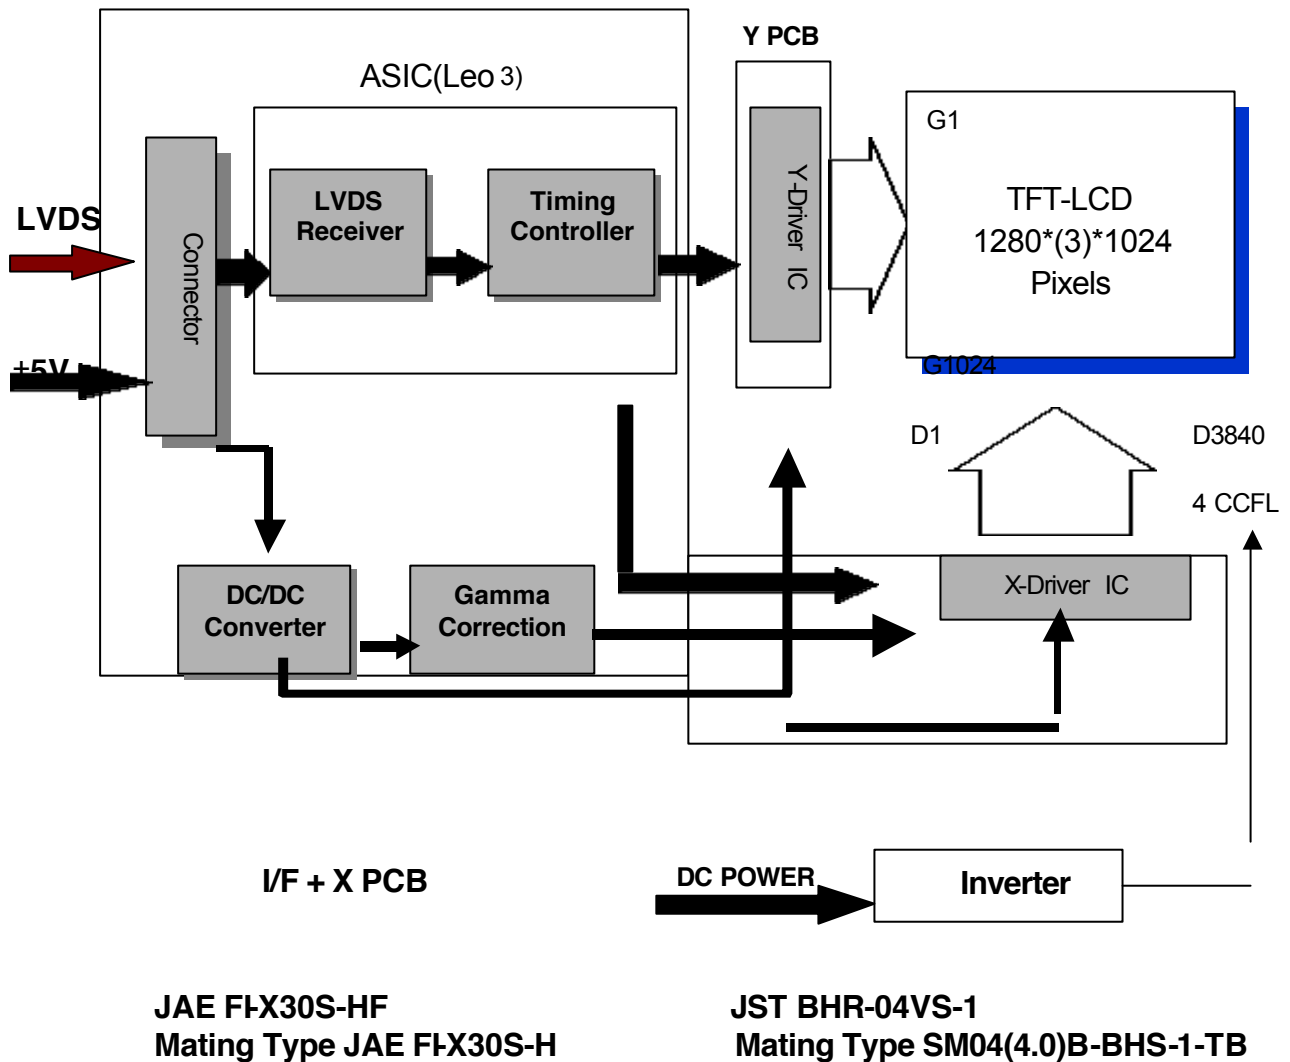 Y PCB
ASIC(Leo 3)
G1
LVDS
Connector
LVDS
Receiver
Timing
Controller
Y-Driver IC
TFT-LCD
1280*(3)*1024
Pixels
+5V
G1024
D1
D3840
4 CCFL
DC/DC
Converter
Gamma
Correction
X-Driver IC
I/F + X PCB
DC POWER
Inverter
JAE FI-X30S-HF
Mating Type JAE FI-X30S-H
JST BHR-04VS-1
Mating Type SM04(4.0)B-BHS-1-TB